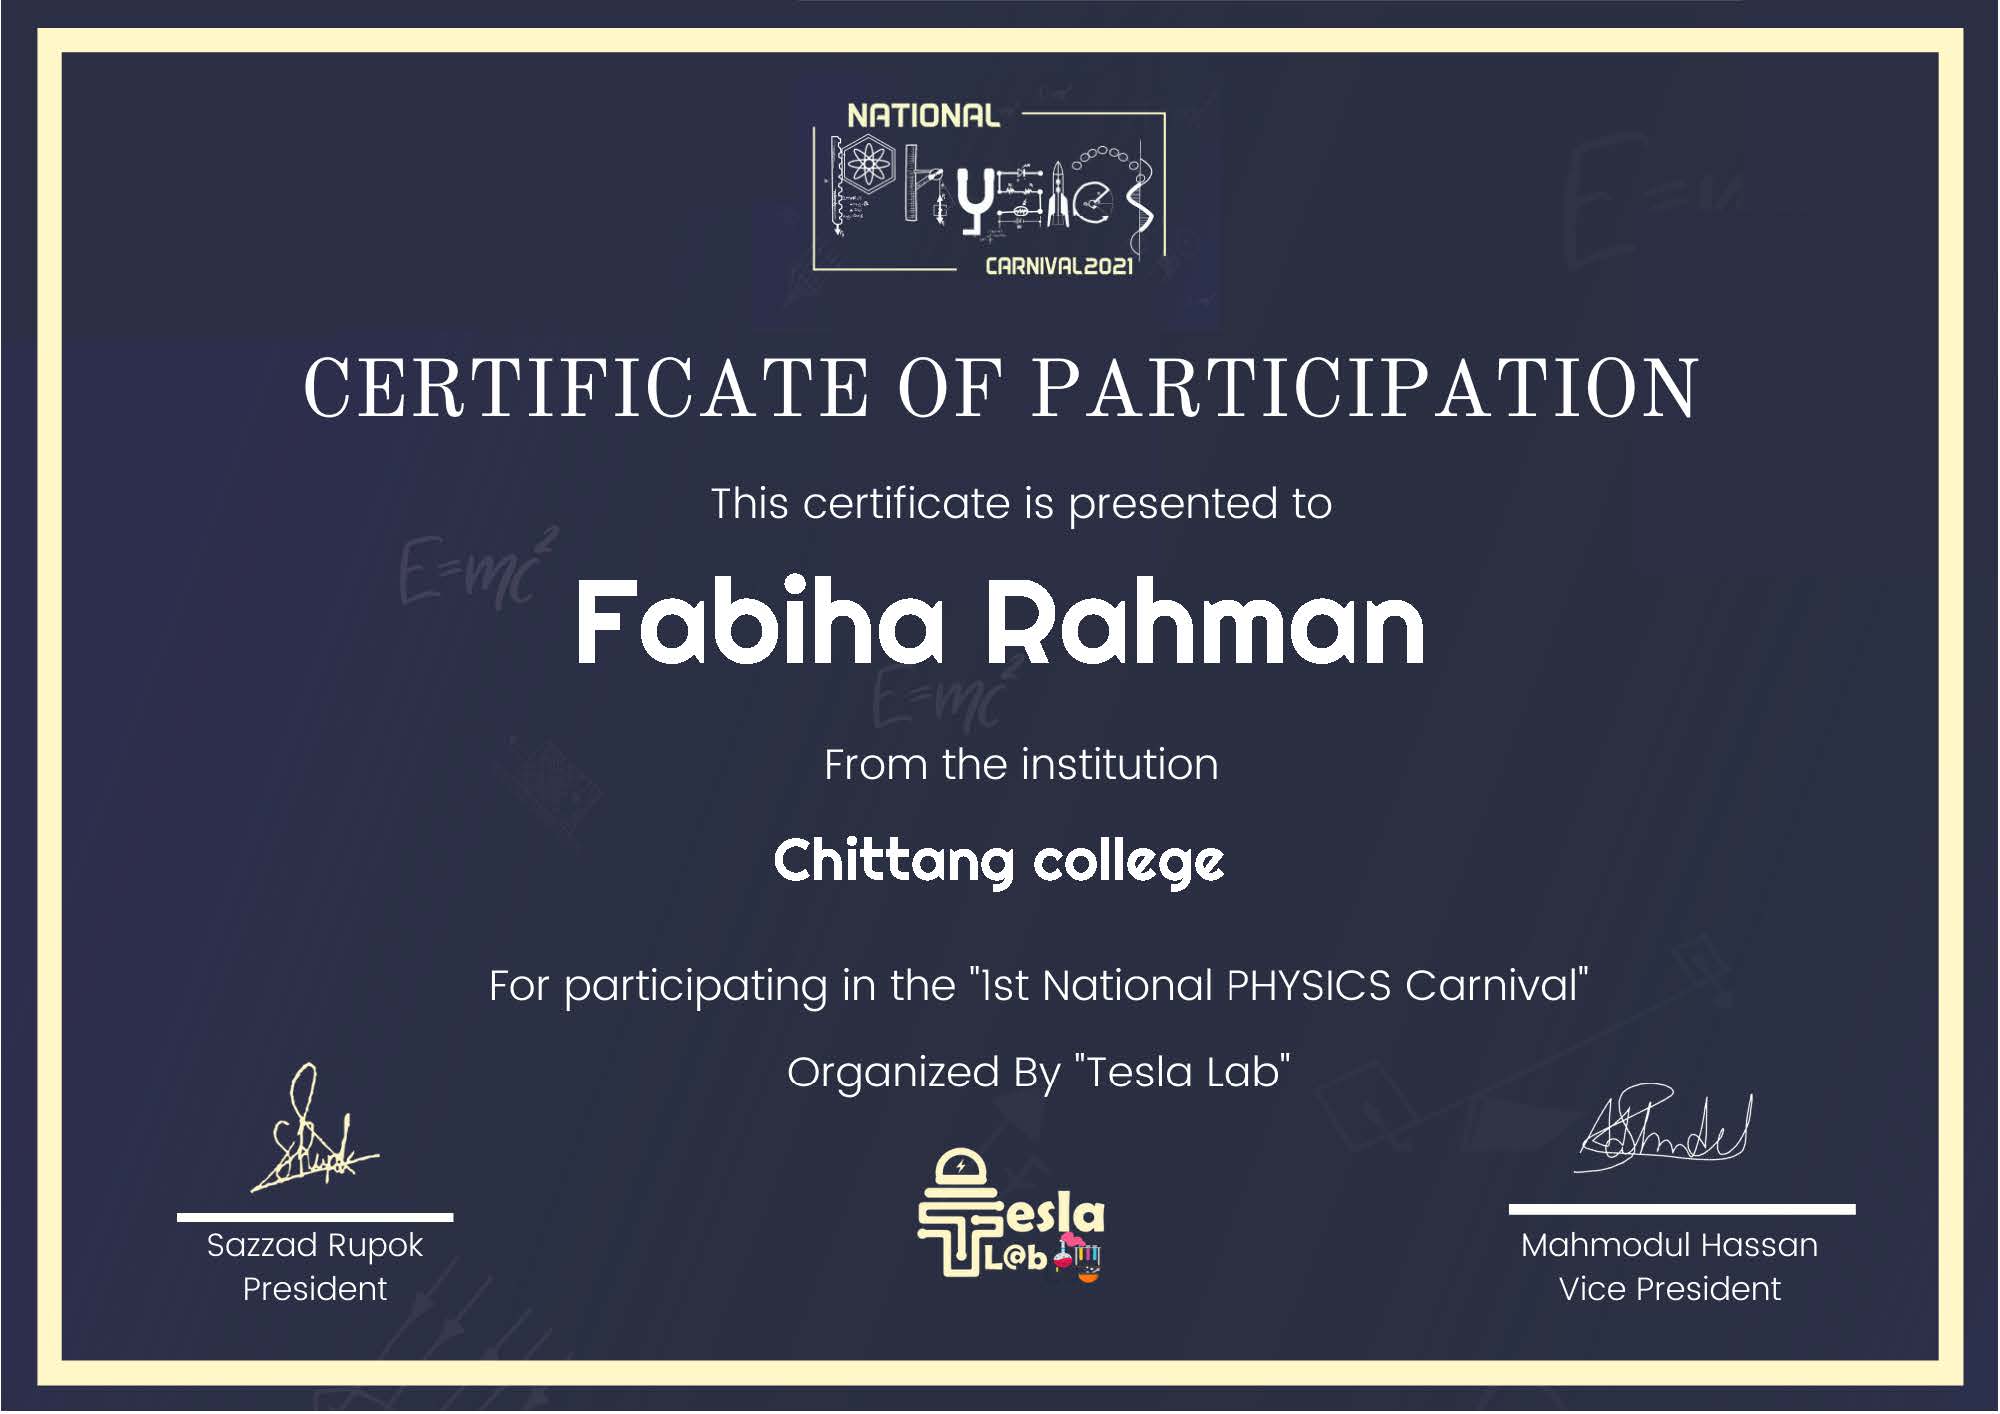 NATIONAL
Physics
CARNIVAL2021
CERTIFICATE OF PARTICIPATION
This certificate is presented to
E=mc²
Fabiha Rahman
E=mc²
From the institution
Chittang college
For participating in the "1st National PHYSICS Carnival"
Organized By "Tesla Lab"
Tesla
L@b
Sazzad Rupok
President
Mahmodul Hassan
Vice President